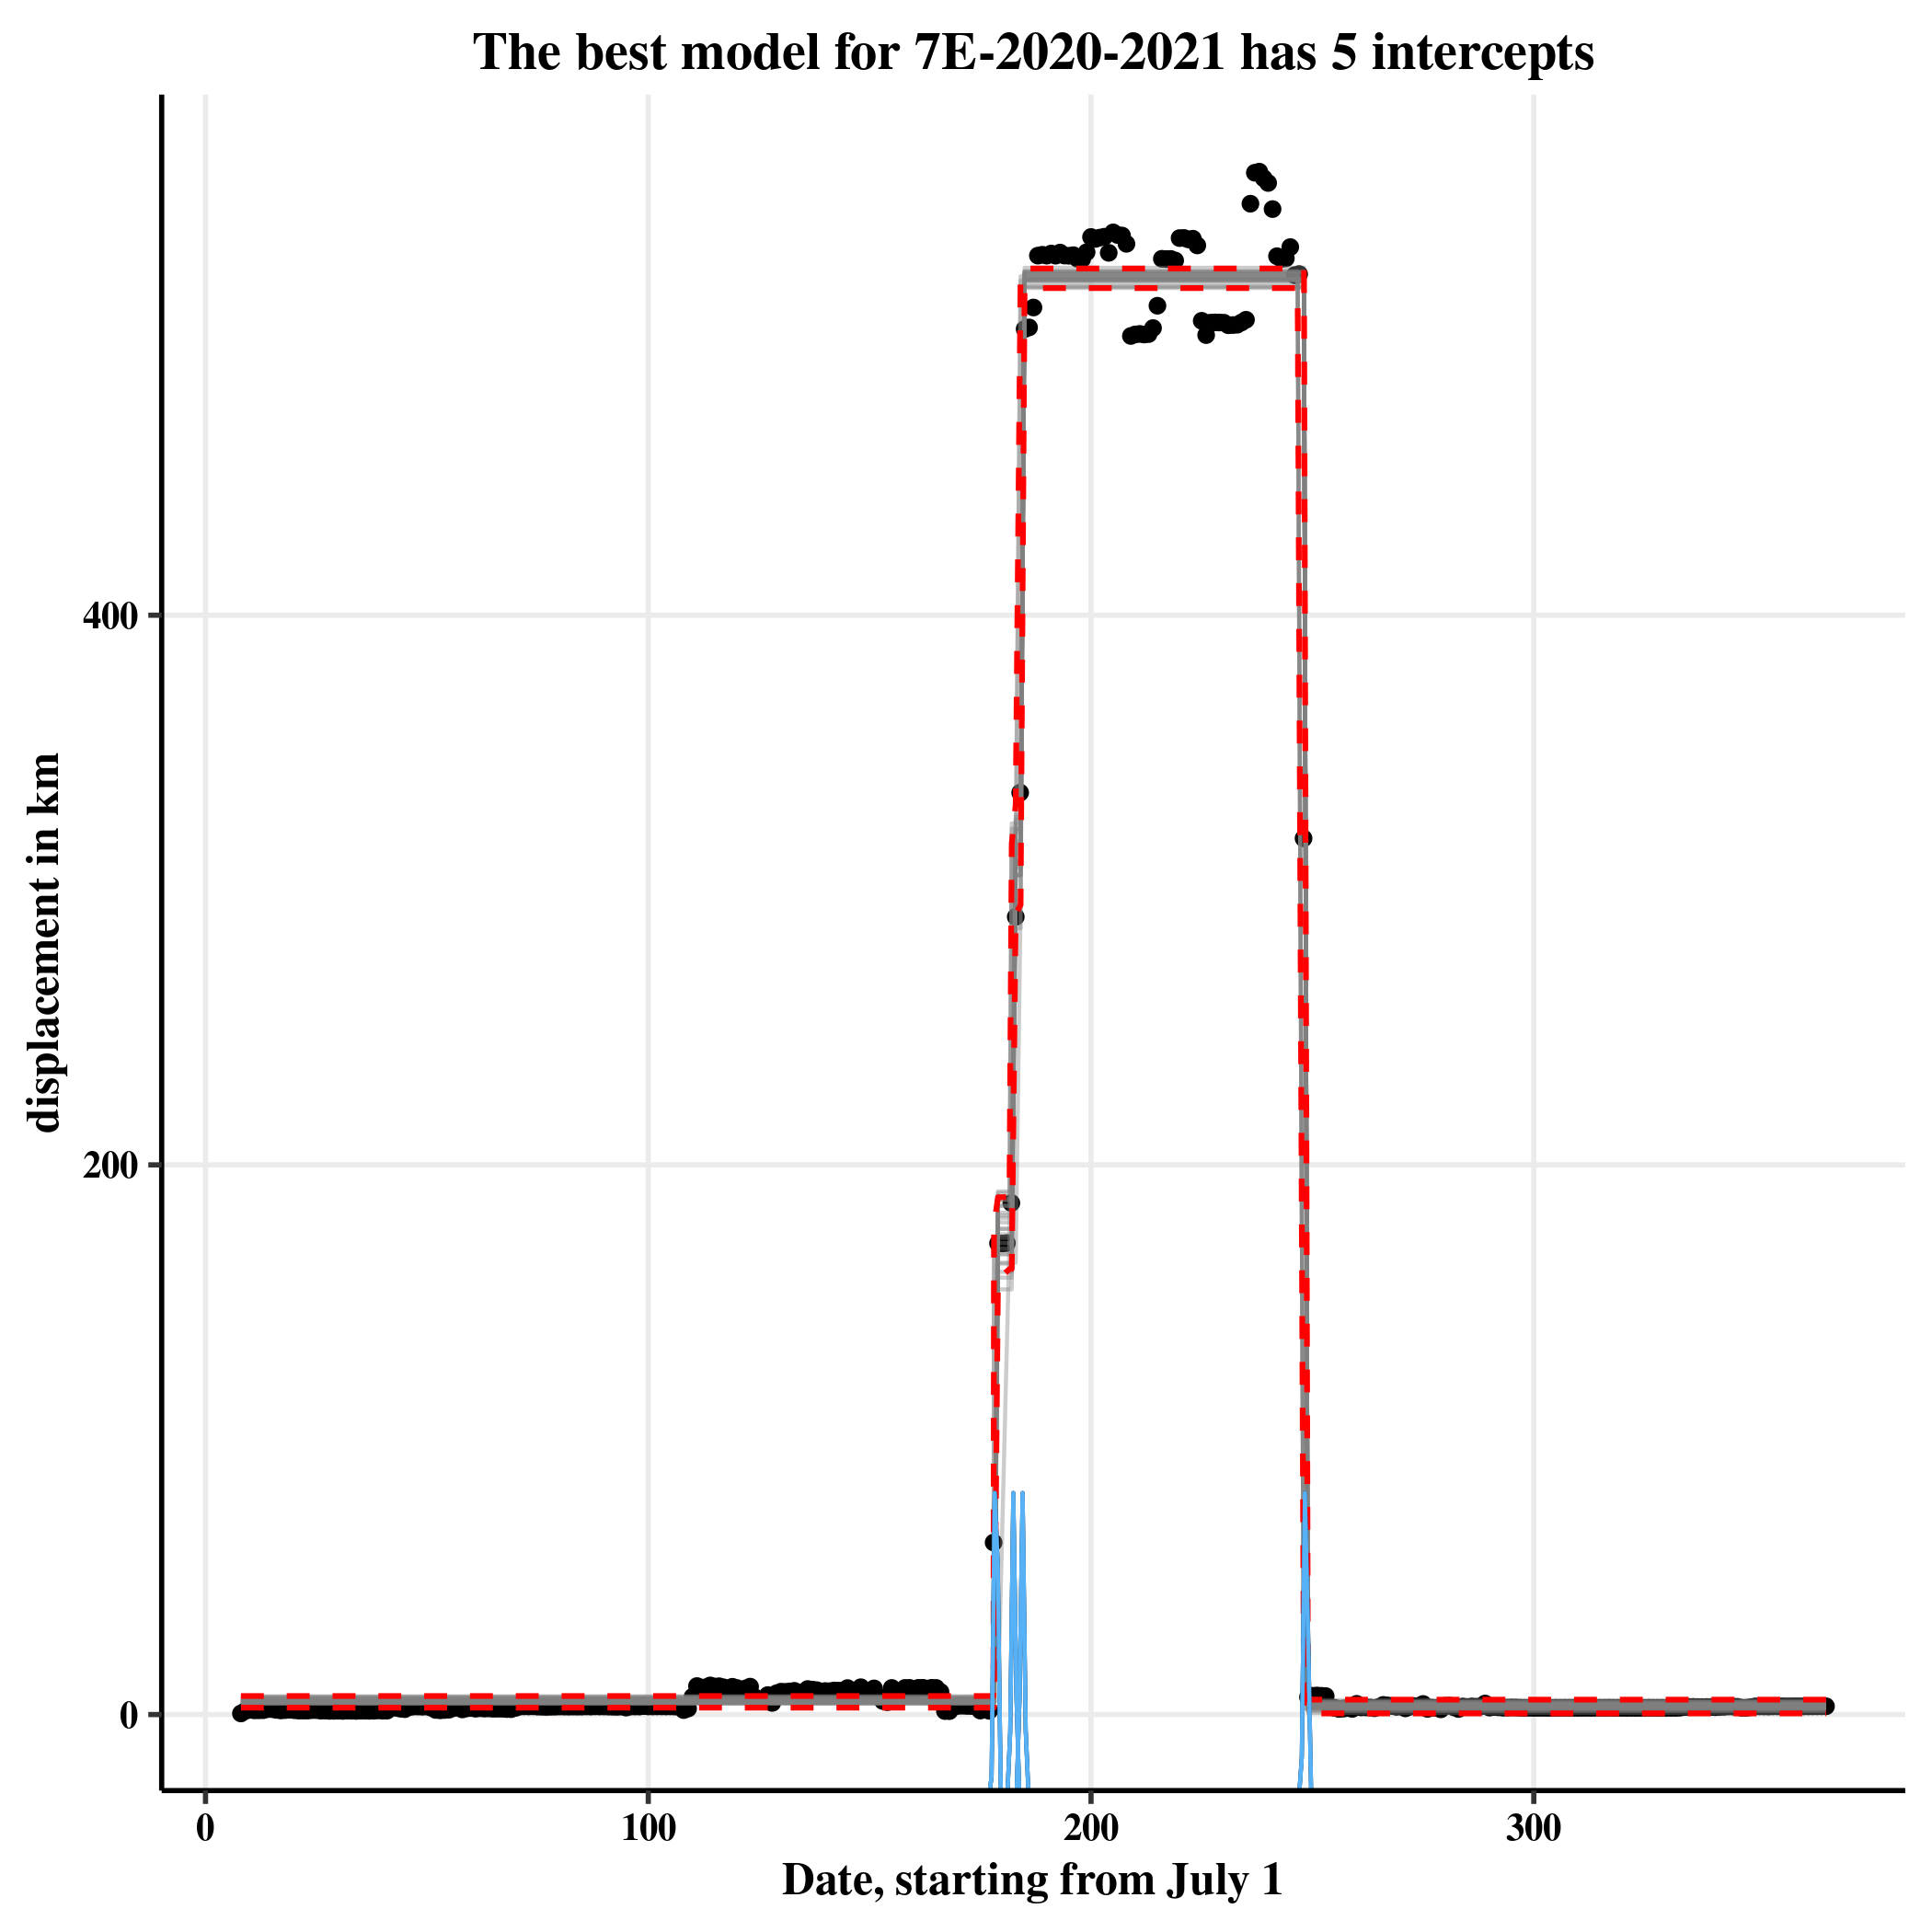 The best model for 7E-2020-2021 has 5 intercepts
displacement in km
400
200
0
0
100
200
300
Date, starting from July 1